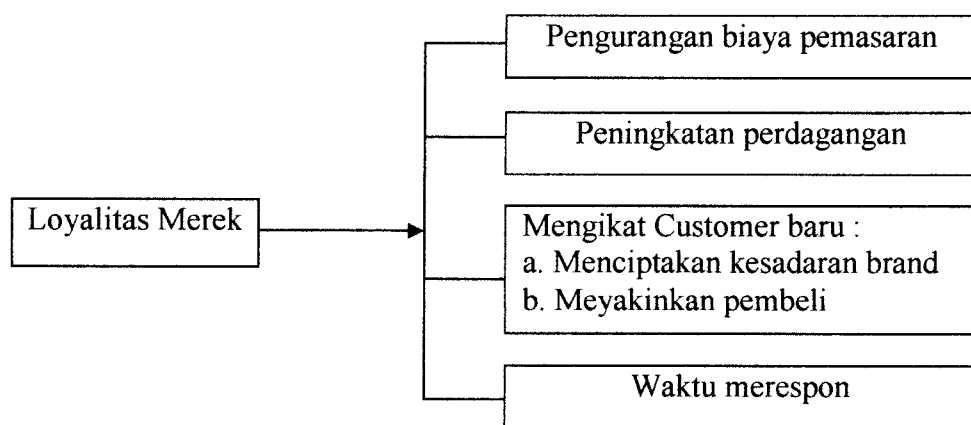 Pengurangan biaya pemasaran
Peningkatan perdagangan
Loyalitas Merek
Mengikat Customer baru :
a. Menciptakan kesadaran brand
b. Meyakinkan pembeli
Waktu merespon